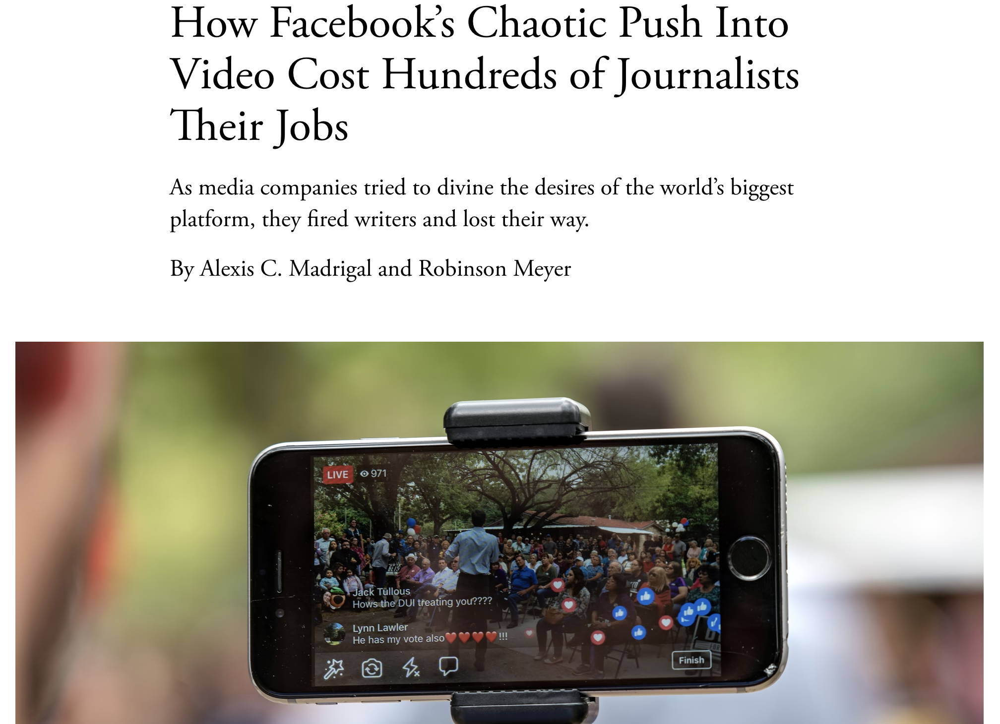 How Facebook’s Chaotic Push Into
Video Cost Hundreds of Journalists
Their Jobs
As media companies tried to divine the desires of the world’s biggest
platform, they fired writers and lost their way.
By Alexis C. Madrigal and Robinson Meyer
LIVE 971
Jack Tullous
Hows the DUI treating you????
Lynn Lawler
He has my vote also❤️❤️❤️❤️!!!
Finish